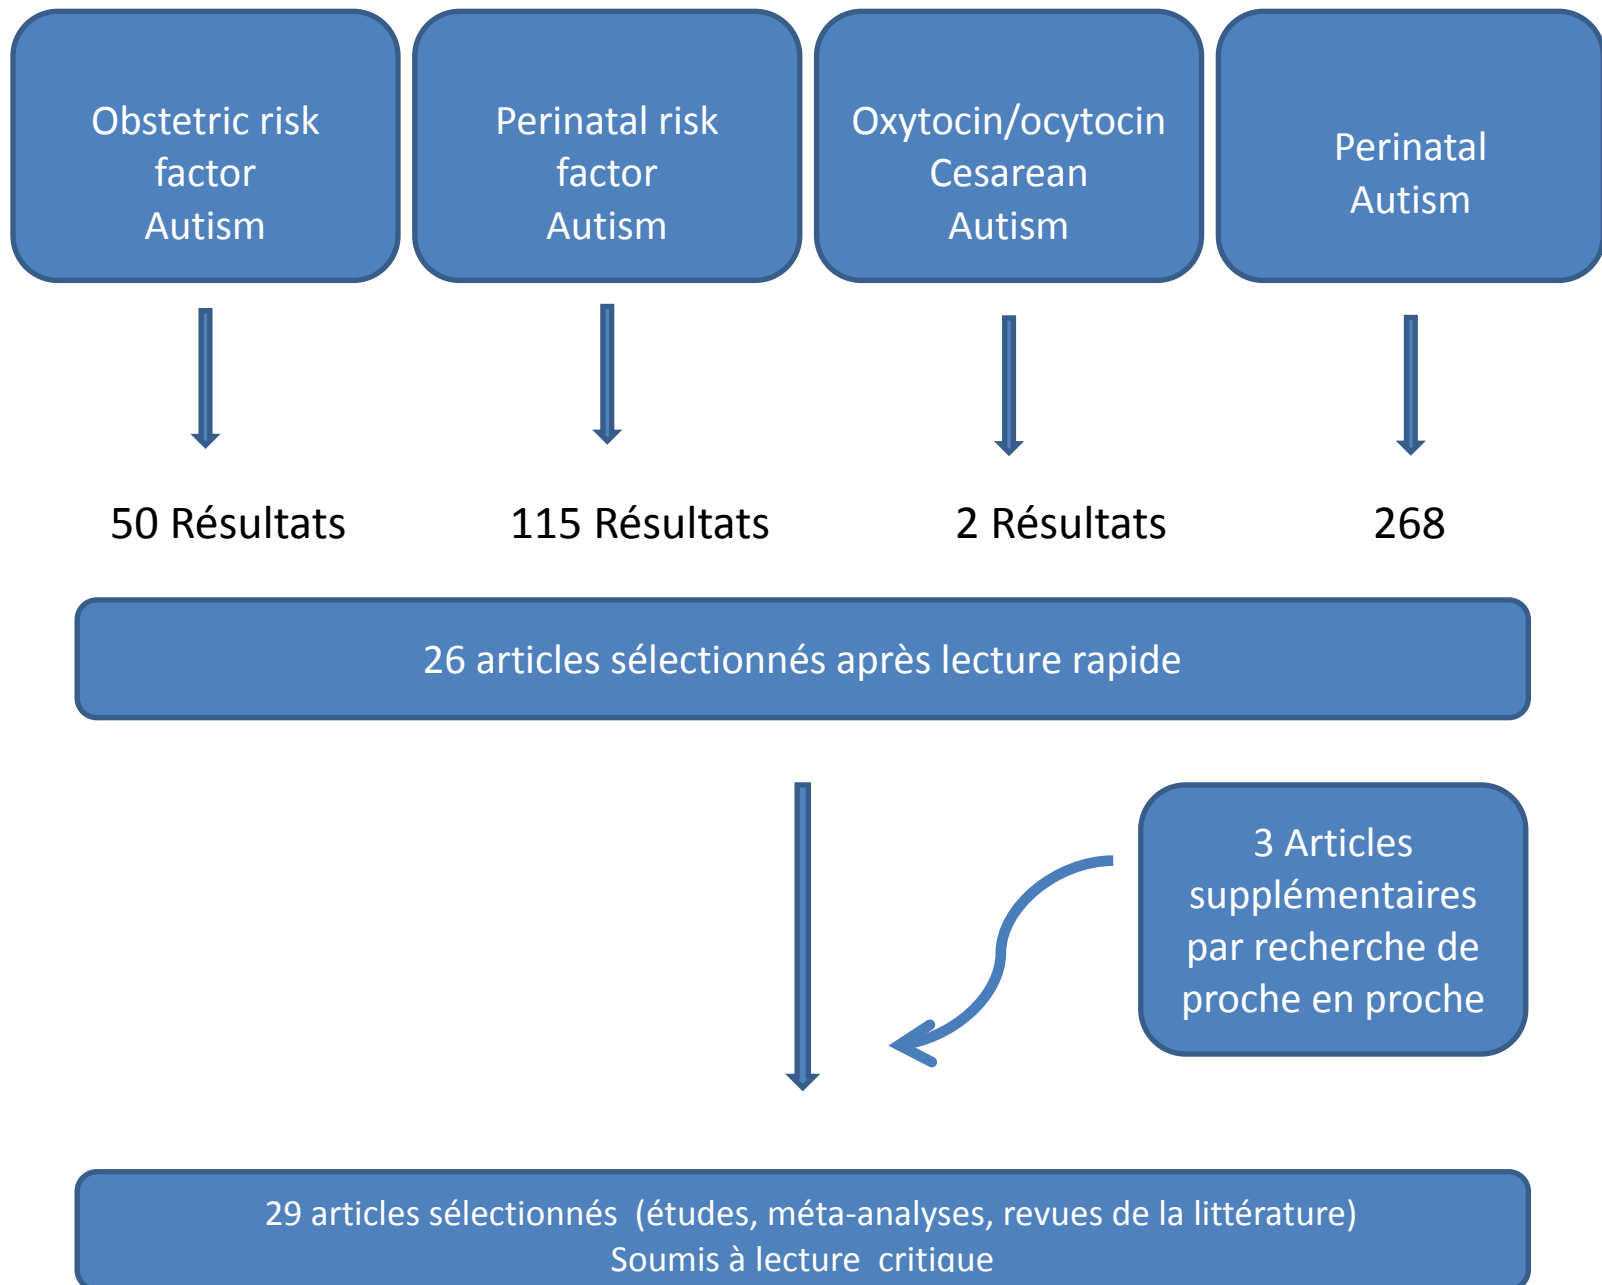 Obstetric risk
factor
Autism
Perinatal risk
factor
Autism
Oxytocin/ocytocin
Cesarean
Autism
Perinatal
Autism
50 Résultats
115 Résultats
2 Résultats
268
26 articles sélectionnés après lecture rapide
3 Articles
supplémentaires
par recherche de
proche en proche
29 articles sélectionnés (études, méta-analyses, revues de la littérature)
Soumis à lecture critique